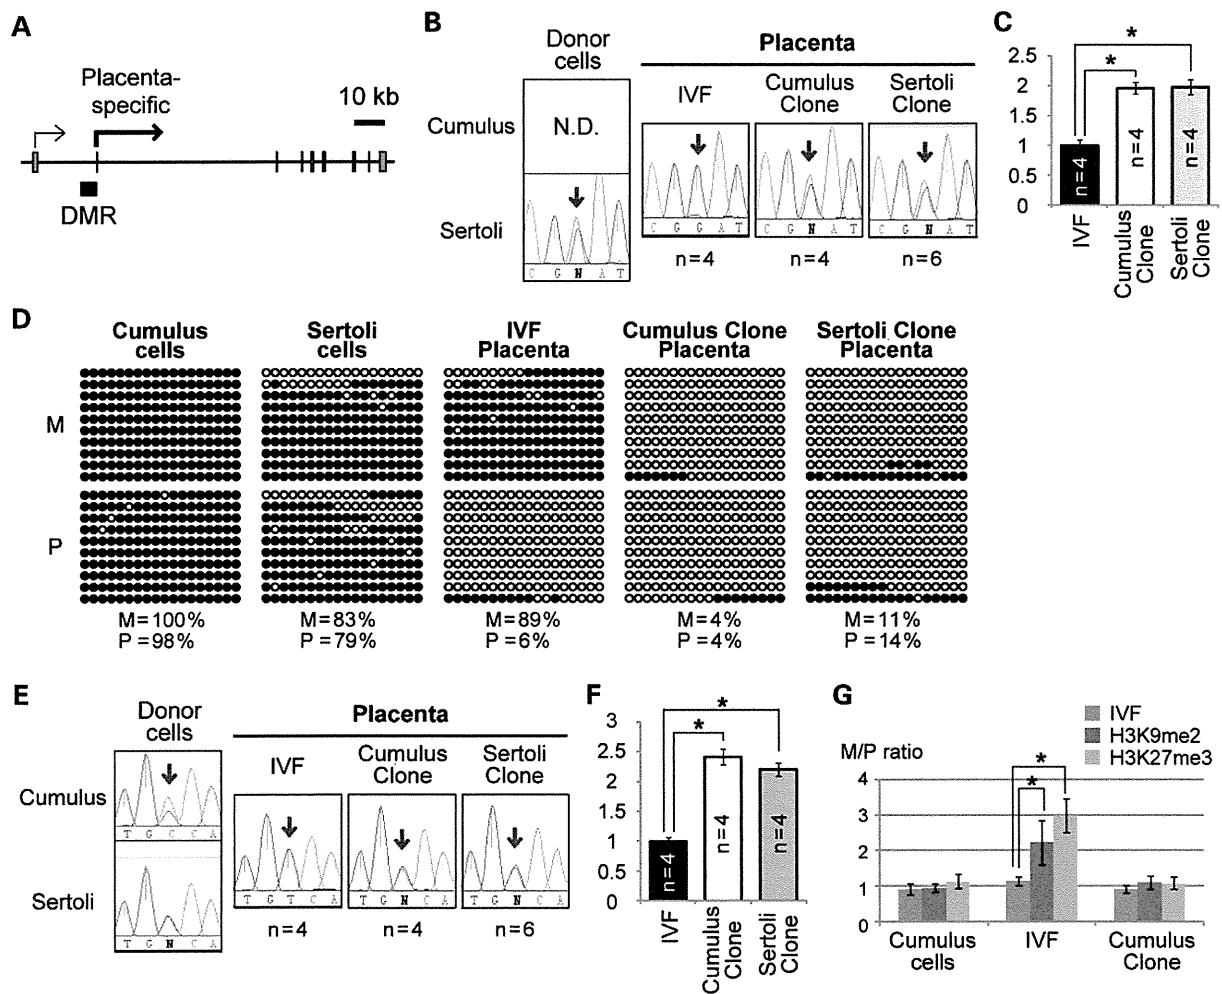 A
Placenta-
specific
10 kb
DMR
B
Donor
cells
Placenta
IVF
Cumulus
Clone
Sertoli
Clone
Cumulus
N.D.
Sertoli
C G N A T
C G G A T
C G N A T
C G N A T
n=4
n=4
n=6
C
2.5
2
1.5
1
0.5
0
*
*
n=4
n=4
n=4
IVF
Cumulus
Clone
Sertoli
Clone
D
Cumulus
cells
Sertoli
cells
IVF
Placenta
Cumulus Clone
Placenta
Sertoli Clone
Placenta
M
P
M=100%
P=98%
M=83%
P=79%
M=89%
P=6%
M=4%
P=4%
M=11%
P=14%
E
Donor
cells
Placenta
IVF
Cumulus
Clone
Sertoli
Clone
Cumulus
T G C C A
Sertoli
T G N C A
T G T C A
T G N C A
T G N C A
n=4
n=4
n=6
F
3
2.5
2
1.5
1
0.5
0
*
*
n=4
n=4
n=4
IVF
Cumulus
Clone
Sertoli
Clone
G
IVF
H3K9me2
H3K27me3
M/P ratio
4
3
2
1
0
*
*
Cumulus
cells
IVF
Cumulus
Clone